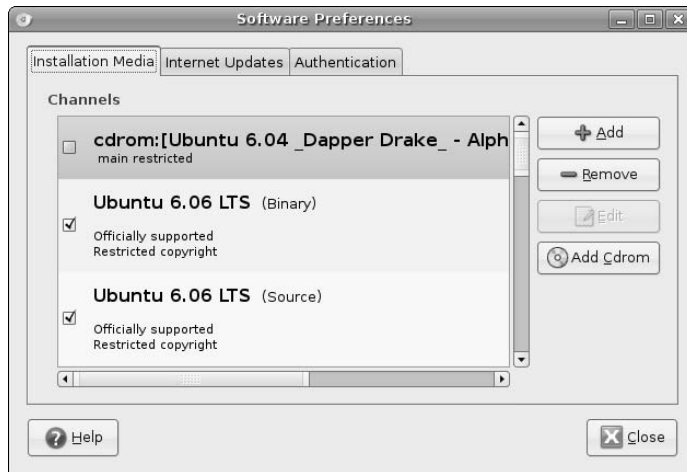 Software Preferences
Installation Media Internet Updates Authentication
Channels
cdrom:[Ubuntu 6.04 _Dapper Drake_ - Alph
main restricted
Ubuntu 6.06 LTS (Binary)
Officially supported
Restricted copyright
Ubuntu 6.06 LTS (Source)
Officially supported
Restricted copyright
Add
Remove
Edit
Add Cdrom
Help
Close